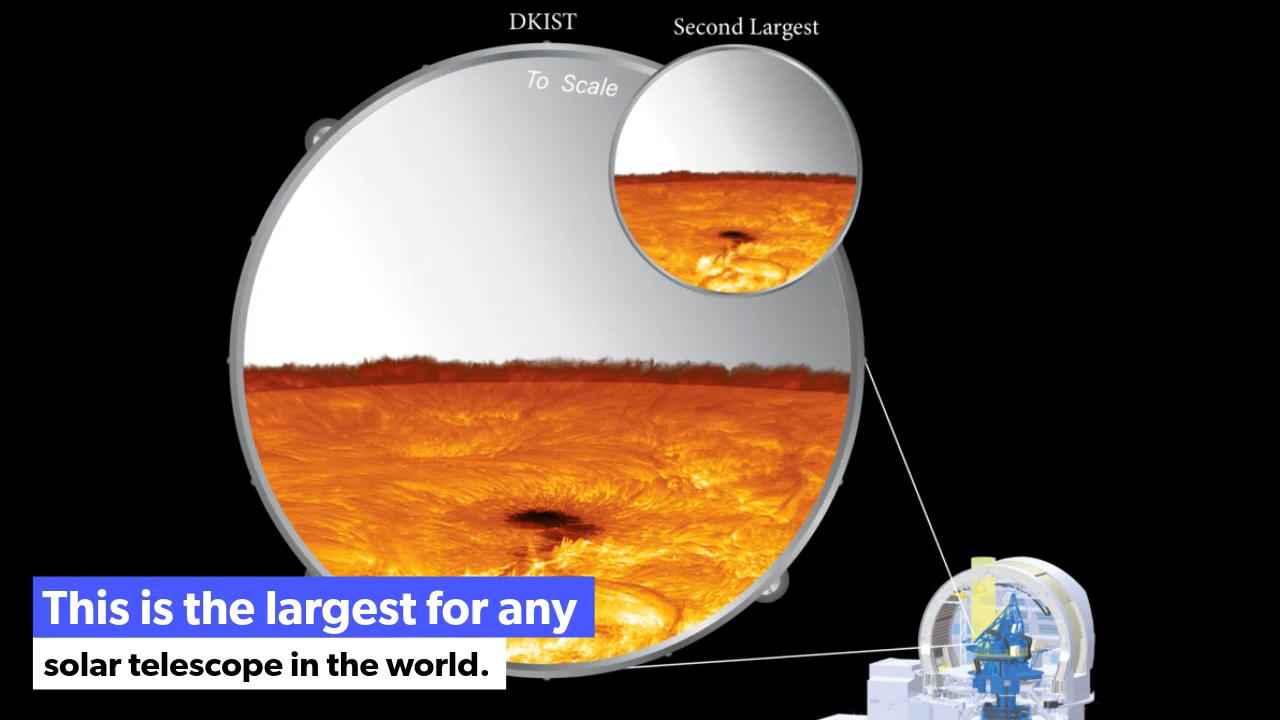 DKIST
Second Largest
To Scale
This is the largest for any
solar telescope in the world.